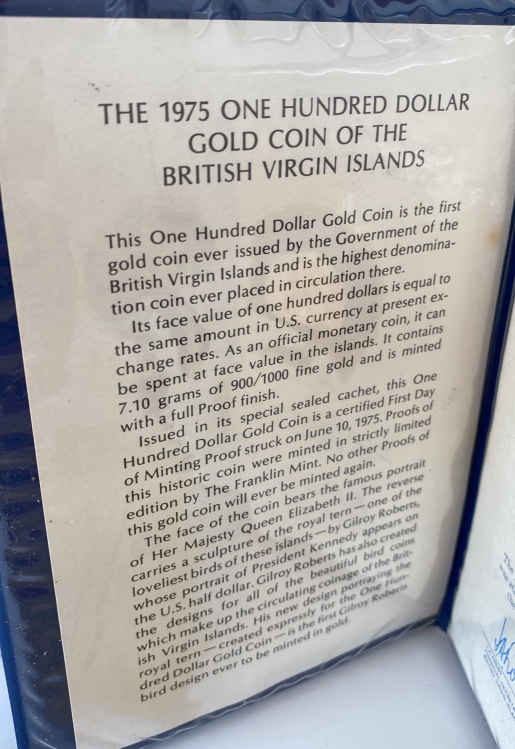 THE 1975 ONE HUNDRED DOLLAR
GOLD COIN OF THE
BRITISH VIRGIN ISLANDS
This One Hundred Dollar Gold Coin is the first
gold coin ever issued by the Government of the
British Virgin Islands and is the highest denomina-
tion coin ever placed in circulation there.
Its face value of one hundred dollars is equal to
the same amount in U.S. currency at present ex-
change rates. As an official monetary coin, it can
be spent at face value in the islands. It contains
7.10 grams of 900/1000 fine gold and is minted
with a full Proof finish.
Issued in its special sealed cachet, this One
Hundred Dollar Gold Coin is a certified First Day
of Minting Proof struck on June 10, 1975. Proofs of
this historic coin were minted in strictly limited
edition by The Franklin Mint. No other Proofs of
this gold coin will ever be minted again.
The face of the coin bears the famous portrait
of Her Majesty Queen Elizabeth II. The reverse
carries a sculpture of the royal tern—one of the
loveliest birds of these islands—by Gilroy Roberts,
whose portrait of President Kennedy appears on
the U.S. half dollar. Gilroy Roberts has also created
the designs for all of the beautiful bird coins
which make up the circulating coinage of the Brit-
ish Virgin Islands. His new design portraying the
royal tern—created expressly for the One Hun-
dred Dollar Gold Coin—is the first Gilroy Roberts
bird design ever to be minted in gold.